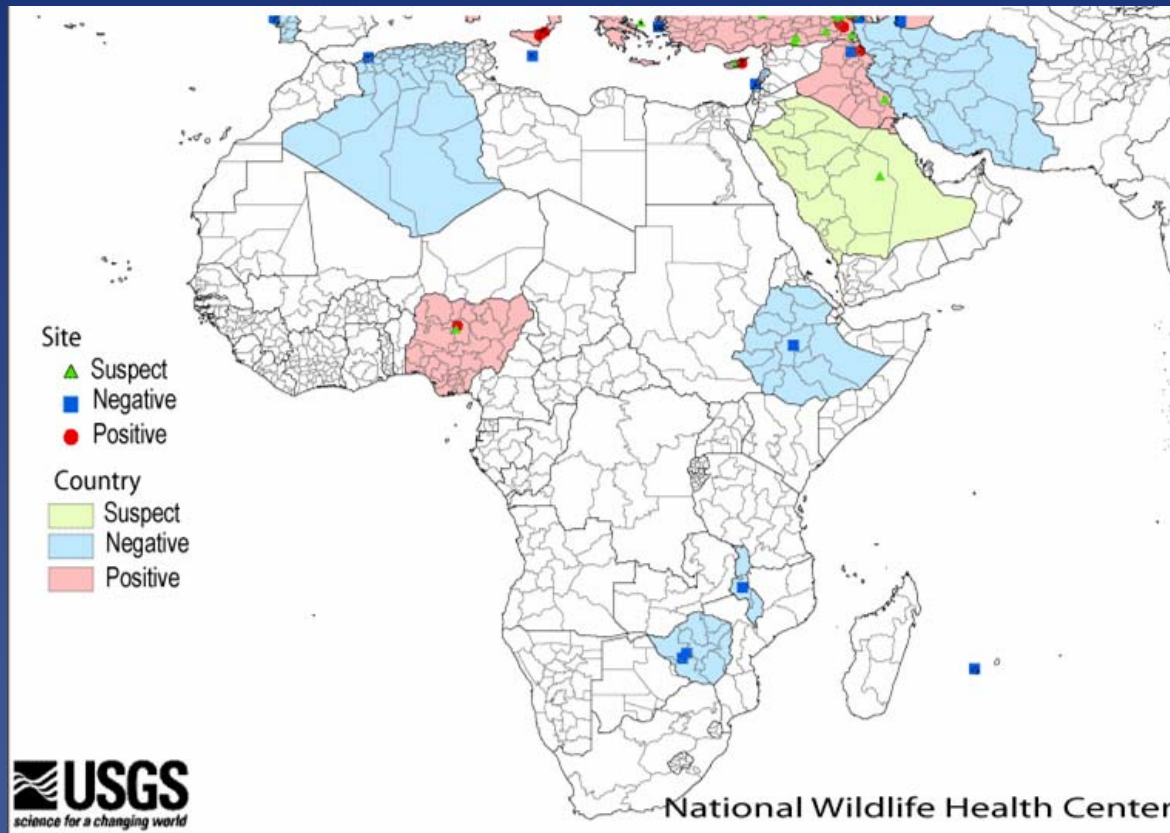 Site
Suspect
Negative
Positive
Country
Suspect
Negative
Positive
USGS
science for a changing world
National Wildlife Health Center